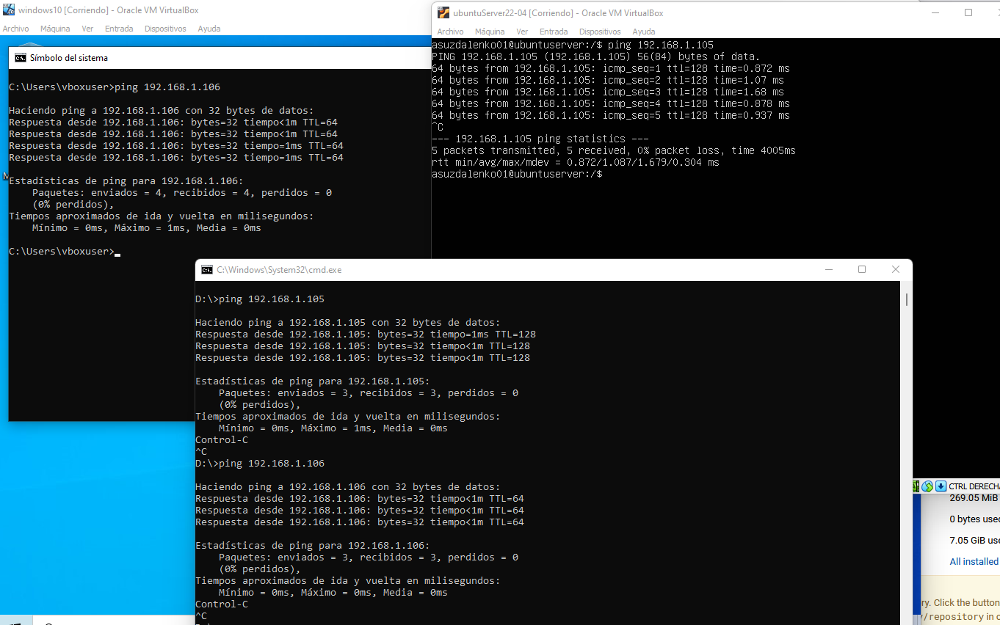 windows10 [Corriendo] - Oracle VM VirtualBox
Archivo Máquina Ver Entrada Dispositivos Ayuda
Símbolo del sistema
C:\Users\vboxuser>ping 192.168.1.106
Haciendo ping a 192.168.1.106 con 32 bytes de datos:
Respuesta desde 192.168.1.106: bytes=32 tiempo<1m TTL=64
Respuesta desde 192.168.1.106: bytes=32 tiempo<1m TTL=64
Respuesta desde 192.168.1.106: bytes=32 tiempo=1ms TTL=64
Respuesta desde 192.168.1.106: bytes=32 tiempo=1ms TTL=64
Estadísticas de ping para 192.168.1.106:
Paquetes: enviados = 4, recibidos = 4, perdidos = 0
(0% perdidos),
Tiempos aproximados de ida y vuelta en milisegundos:
Mínimo = 0ms, Máximo = 1ms, Media = 0ms
C:\Users\vboxuser>
ubuntuServer22-04 [Corriendo] - Oracle VM VirtualBox
Archivo Máquina Ver Entrada Dispositivos Ayuda
asuzdalenko01@ubuntuserver:/$ ping 192.168.1.105
PING 192.168.1.105 (192.168.1.105) 56(84) bytes of data.
64 bytes from 192.168.1.105: icmp_seq=1 ttl=128 time=0.872 ms
64 bytes from 192.168.1.105: icmp_seq=2 ttl=128 time=1.07 ms
64 bytes from 192.168.1.105: icmp_seq=3 ttl=128 time=1.68 ms
64 bytes from 192.168.1.105: icmp_seq=4 ttl=128 time=0.878 ms
64 bytes from 192.168.1.105: icmp_seq=5 ttl=128 time=0.937 ms
^C
--- 192.168.1.105 ping statistics ---
5 packets transmitted, 5 received, 0% packet loss, time 4005ms
rtt min/avg/max/mdev = 0.872/1.087/1.679/0.304 ms
asuzdalenko01@ubuntuserver:/$
C:\Windows\System32\cmd.exe
D:\>ping 192.168.1.105
Haciendo ping a 192.168.1.105 con 32 bytes de datos:
Respuesta desde 192.168.1.105: bytes=32 tiempo=1ms TTL=128
Respuesta desde 192.168.1.105: bytes=32 tiempo<1m TTL=128
Respuesta desde 192.168.1.105: bytes=32 tiempo<1m TTL=128
Estadísticas de ping para 192.168.1.105:
Paquetes: enviados = 3, recibidos = 3, perdidos = 0
(0% perdidos),
Tiempos aproximados de ida y vuelta en milisegundos:
Mínimo = 0ms, Máximo = 1ms, Media = 0ms
Control-C
^C
D:\>ping 192.168.1.106
Haciendo ping a 192.168.1.106 con 32 bytes de datos:
Respuesta desde 192.168.1.106: bytes=32 tiempo<1m TTL=64
Respuesta desde 192.168.1.106: bytes=32 tiempo<1m TTL=64
Respuesta desde 192.168.1.106: bytes=32 tiempo<1m TTL=64
Estadísticas de ping para 192.168.1.106:
Paquetes: enviados = 3, recibidos = 3, perdidos = 0
(0% perdidos),
Tiempos aproximados de ida y vuelta en milisegundos:
Mínimo = 0ms, Máximo = 0ms, Media = 0ms
Control-C
^C
CTRL DERECHA
269.05 MiB
0 bytes used
7.05 GiB use
All installed
ry. Click the button
/repository in c